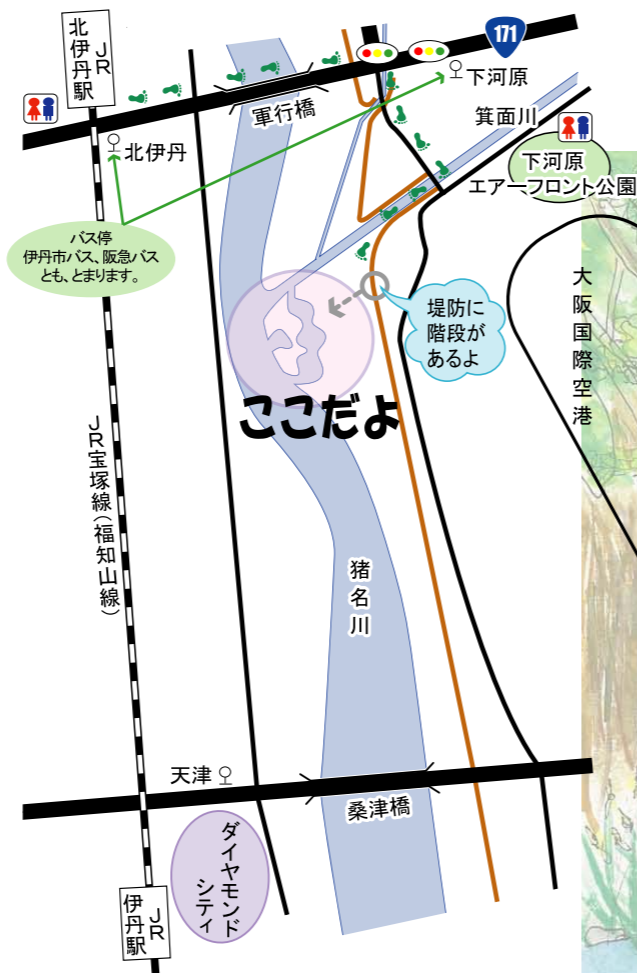 JR
北伊丹駅
171
下河原
軍行橋
箕面川
北伊丹
下河原
エアーフロント公園
バス停
伊丹市バス、阪急バス
とも、とまります。
堤防に
階段が
あるよ
大阪国際空港
ここだよ
JR宝塚線(福知山線)
猪名川
天津
桑津橋
ダイヤモンド
シティ
JR
伊丹駅